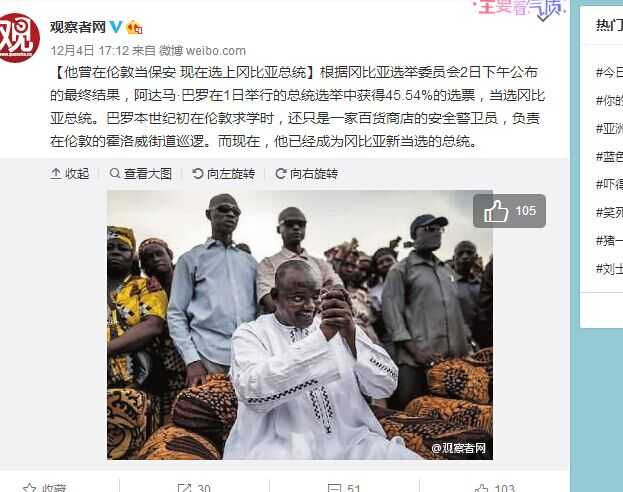 主要看气质
观
观察者网
12月4日 17:12 来自 微博 weibo.com
【他曾在伦敦当保安 现在选上冈比亚总统】根据冈比亚选举委员会2日下午公布
的最终结果，阿达马·巴罗在1日举行的总统选举中获得45.54%的选票，当选冈比
亚总统。巴罗本世纪初在伦敦求学时，还只是一家百货商店的安全警卫员，负责
在伦敦的霍洛威街道巡逻。而现在，他已经成为冈比亚新当选的总统。
收起 查看大图 向左旋转 向右旋转
105
@观察者网
收藏 30 51 103
热门
#今日
#你的
#亚洲
#蓝色
#吓得
#笑死
#猪一
#刘士